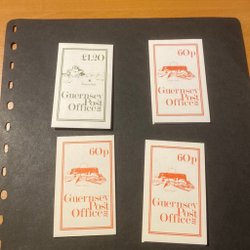 £1.20
Guernsey
Post
Office
60p
Guernsey
Post
Office
60p
Guernsey
Post
Office
60p
Guernsey
Post
Office